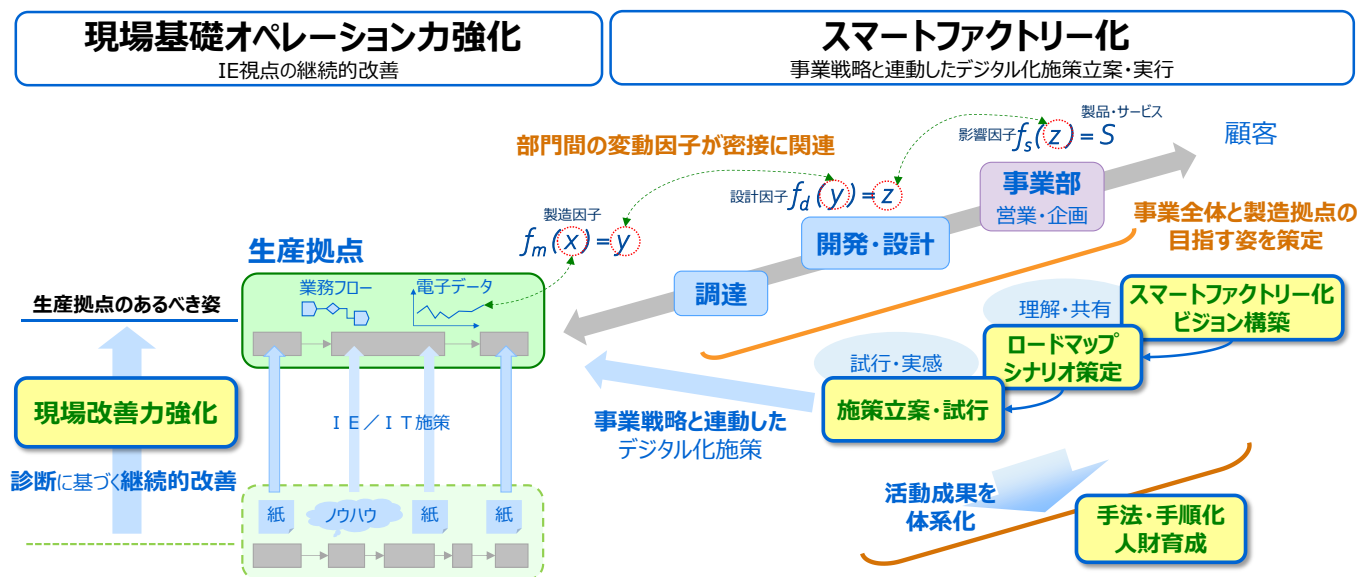 現場基礎オペレーション力強化
IE視点の継続的改善
スマートファクトリー化
事業戦略と連動したデジタル化施策立案・実行
製品・サービス
影響因子 fs(z) = S
顧客
部門間の変動因子が密接に関連
設計因子 fd(y) = z
事業部
営業・企画
製造因子
fm(x) = y
開発・設計
事業全体と製造拠点の
目指す姿を策定
生産拠点
調達
業務フロー
電子データ
生産拠点のあるべき姿
スマートファクトリー化
ビジョン構築
理解・共有
ロードマップ
シナリオ策定
試行・実感
施策立案・試行
現場改善力強化
IE／IT施策
事業戦略と連動した
デジタル化施策
診断に基づく継続的改善
活動成果を
体系化
紙
ノウハウ
紙
紙
手法・手順化
人財育成